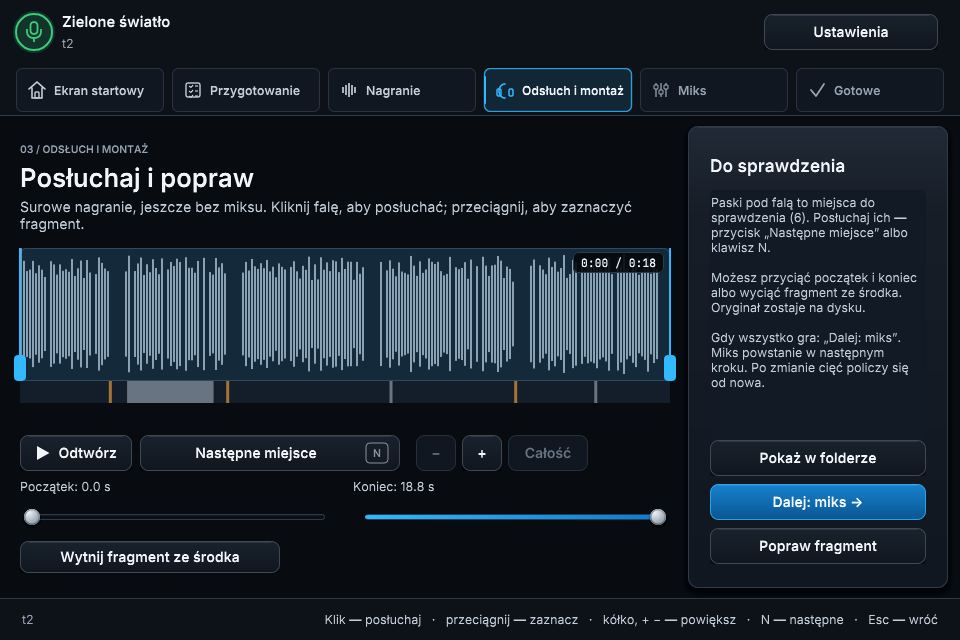 Zielone światło
t2
Ustawienia
Ekran startowy
Przygotowanie
Nagranie
Odsłuch i montaż
Miks
Gotowe
03 / ODSŁUCH I MONTAŻ
Posłuchaj i popraw
Surowe nagranie, jeszcze bez miksu. Kliknij falę, aby posłuchać; przeciągnij, aby zaznaczyć
fragment.
0:00 / 0:18
Odtwórz
Następne miejsce
N
−
+
Całość
Początek: 0.0 s
Koniec: 18.8 s
Wytnij fragment ze środka
Do sprawdzenia
Paski pod falą to miejsca do
sprawdzenia (6). Posłuchaj ich —
przycisk „Następne miejsce” albo
klawisz N.
Możesz przyciąć początek i koniec
albo wyciąć fragment ze środka.
Oryginał zostaje na dysku.
Gdy wszystko gra: „Dalej: miks”.
Miks powstanie w następnym
kroku. Po zmianie cięć policzy się
od nowa.
Pokaż w folderze
Dalej: miks →
Popraw fragment
t2
Klik — posłuchaj · przeciągnij — zaznacz · kółko, + − — powiększ · N — następne · Esc — wróć